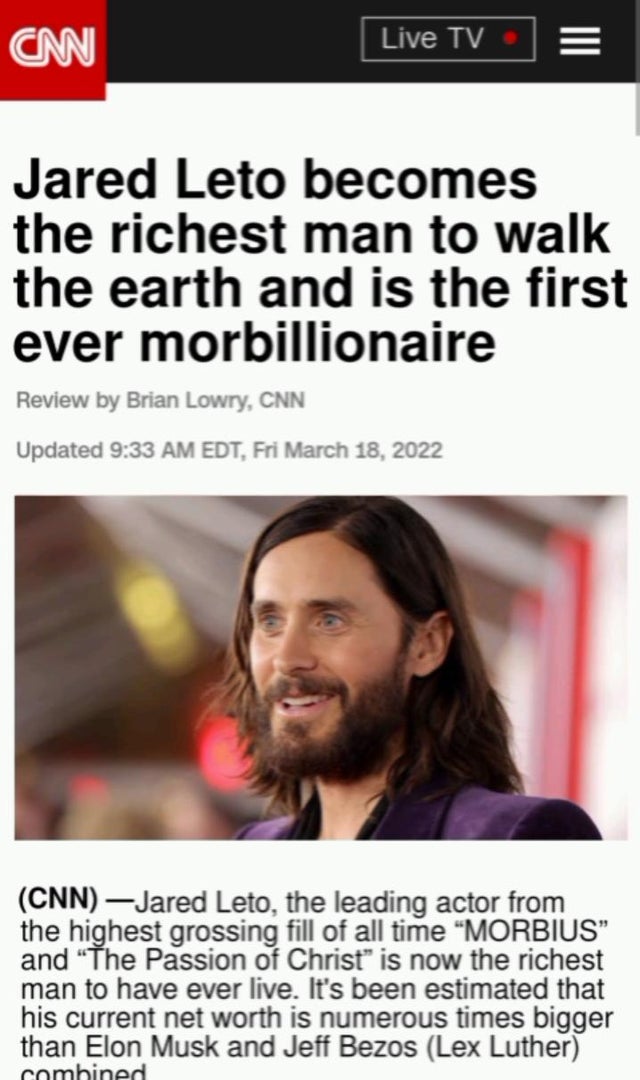 CNN
Live TV
Jared Leto becomes
the richest man to walk
the earth and is the first
ever morbillionaire
Review by Brian Lowry, CNN
Updated 9:33 AM EDT, Fri March 18, 2022
(CNN) —Jared Leto, the leading actor from
the highest grossing fill of all time “MORBIUS”
and “The Passion of Christ” is now the richest
man to have ever live. It's been estimated that
his current net worth is numerous times bigger
than Elon Musk and Jeff Bezos (Lex Luther)
combined